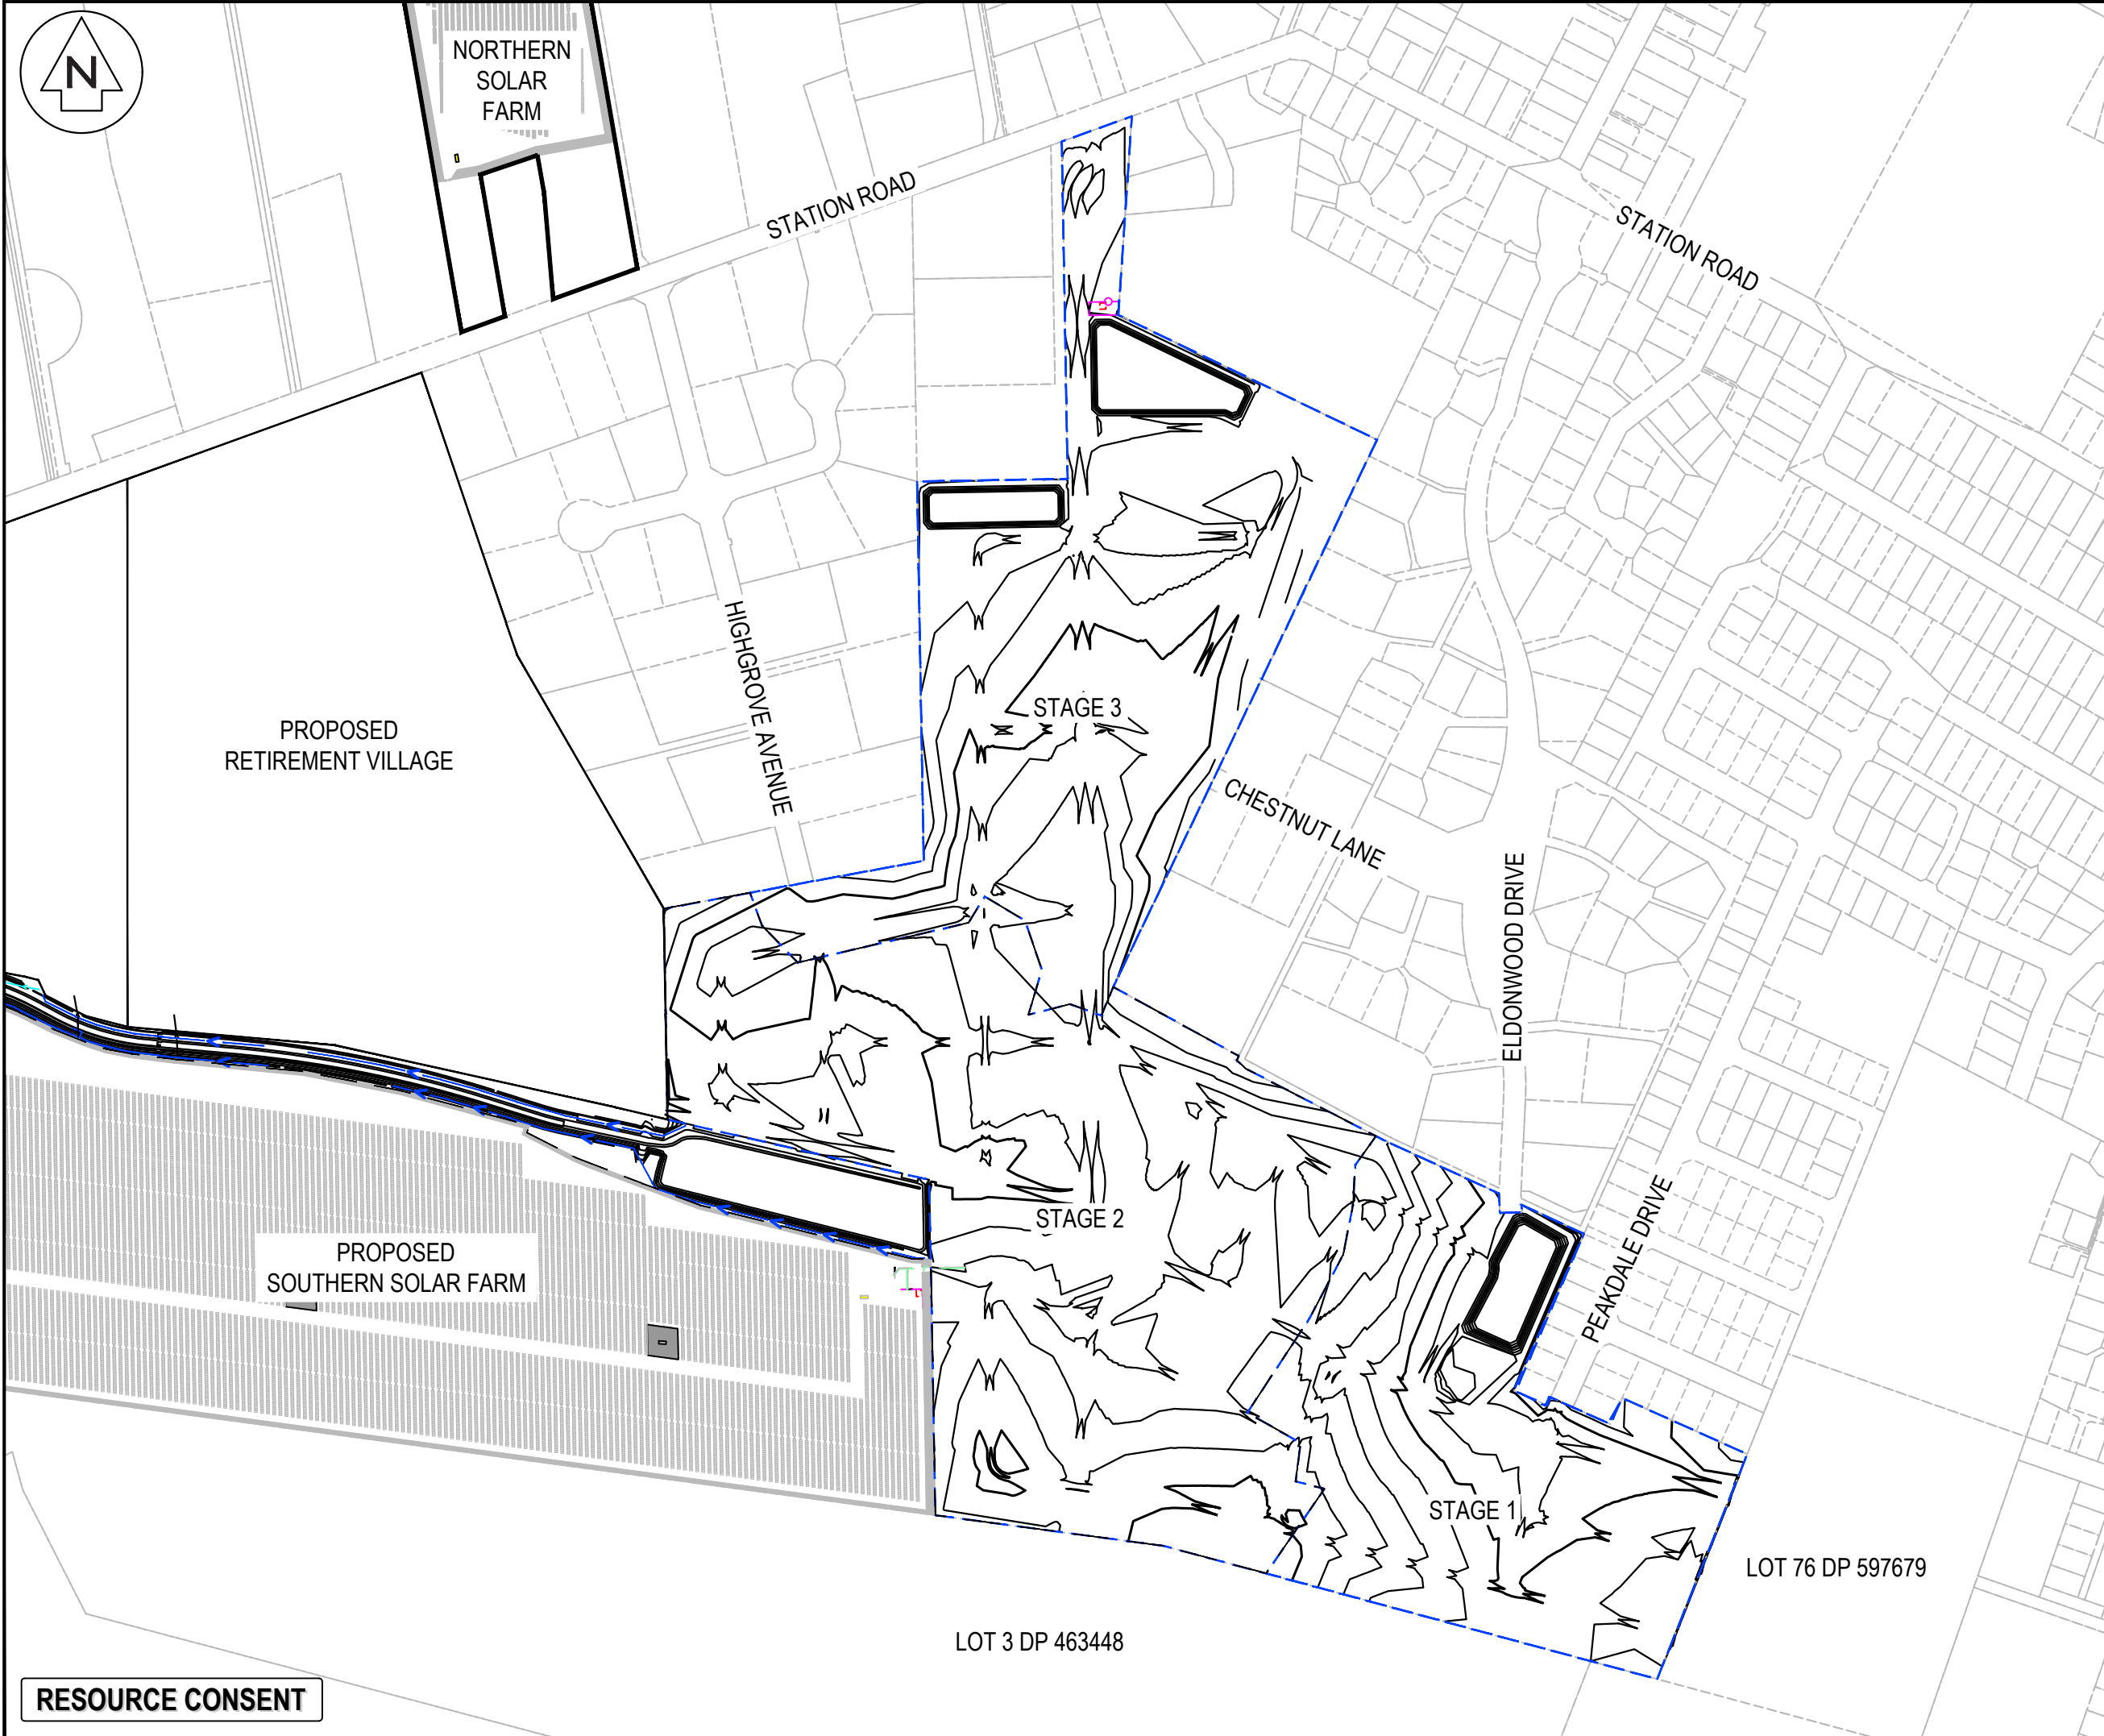 N
NORTHERN
SOLAR
FARM
STATION ROAD
STATION ROAD
HIGHGROVE AVENUE
STAGE 3
PROPOSED
RETIREMENT VILLAGE
CHESTNUT LANE
ELDONWOOD DRIVE
STAGE 2
PEAKDALE DRIVE
PROPOSED
SOUTHERN SOLAR FARM
STAGE 1
LOT 76 DP 597679
LOT 3 DP 463448
RESOURCE CONSENT